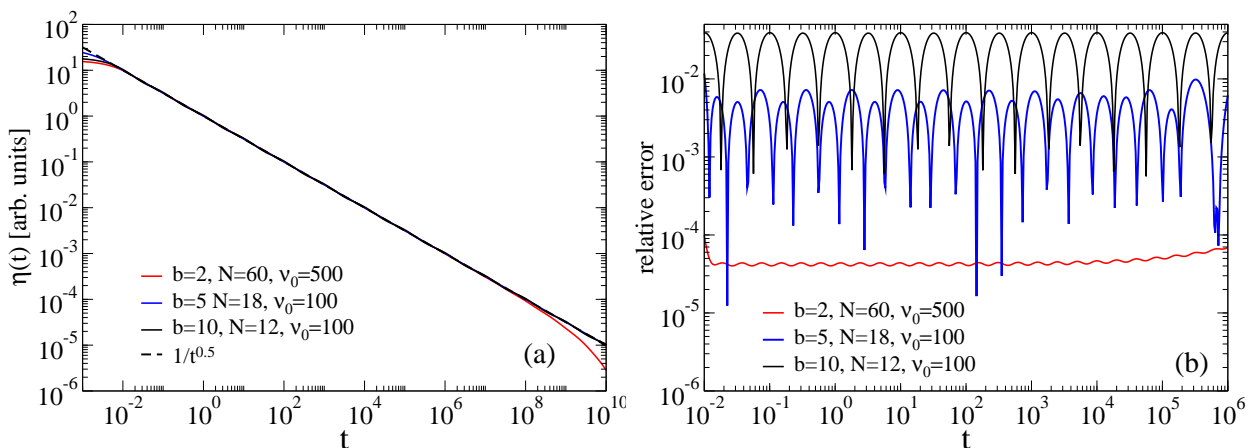 10^2
10^1
10^0
10^-1
10^-2
10^-3
10^-4
10^-5
10^-6
η(t) [arb. units]
b=2, N=60, ν_0=500
b=5 N=18, ν_0=100
b=10, N=12, ν_0=100
1/t^0.5
(a)
10^-2 10^0 10^2 10^4 10^6 10^8 10^10
t
10^-2
10^-3
10^-4
10^-5
10^-6
relative error
b=2, N=60, ν_0=500
b=5, N=18, ν_0=100
b=10, N=12, ν_0=100
(b)
10^-2 10^-1 10^0 10^1 10^2 10^3 10^4 10^5 10^6
t